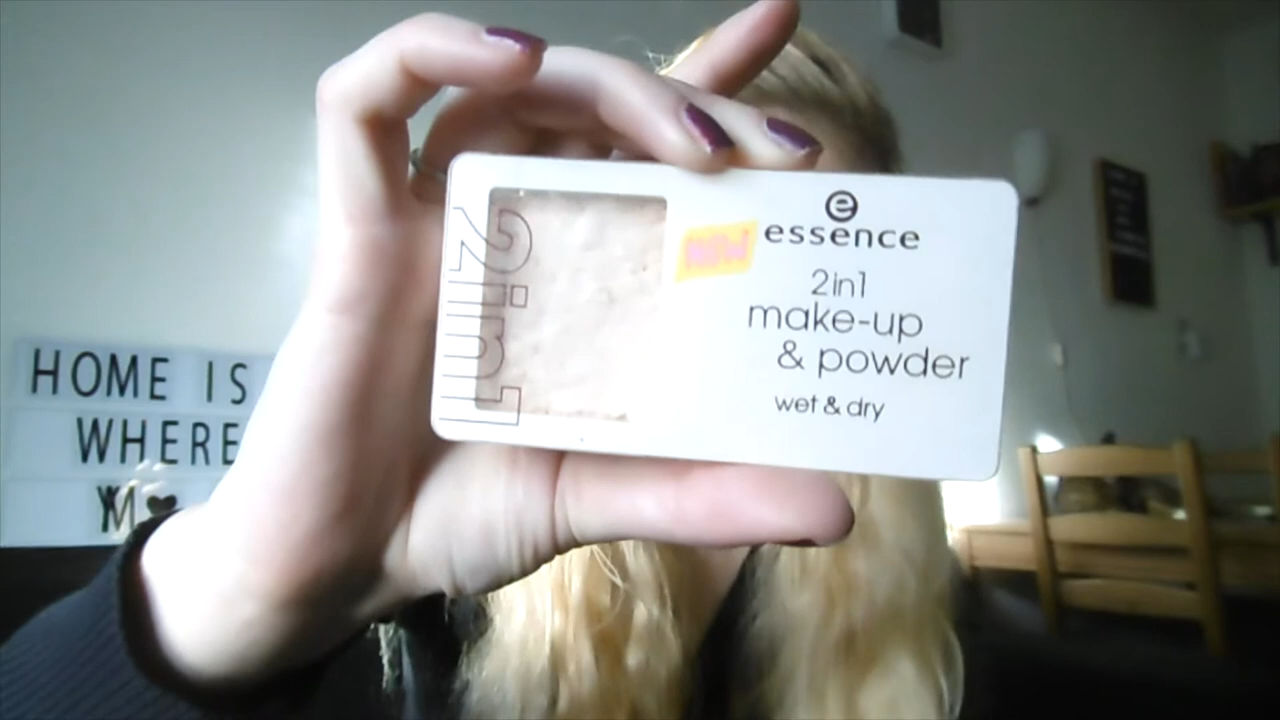 HOME IS
WHERE
M
2in1
NEW
e
essence
2in1
make-up
& powder
wet & dry